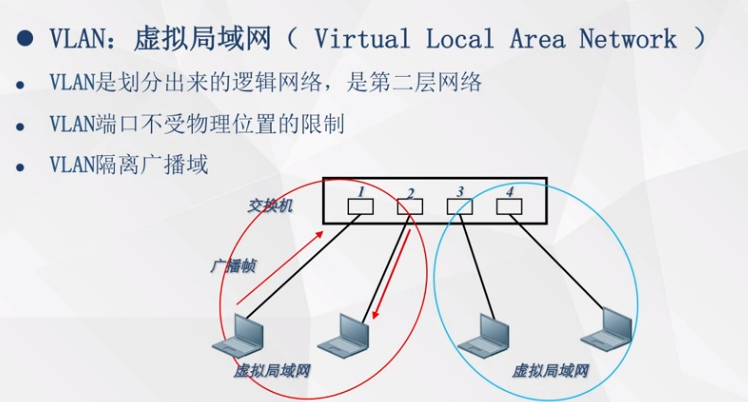 VLAN：虚拟局域网（ Virtual Local Area Network ）
VLAN是划分出来的逻辑网络，是第二层网络
VLAN端口不受物理位置的限制
VLAN隔离广播域
交换机
1 2 3 4
广播帧
虚拟局域网
虚拟局域网